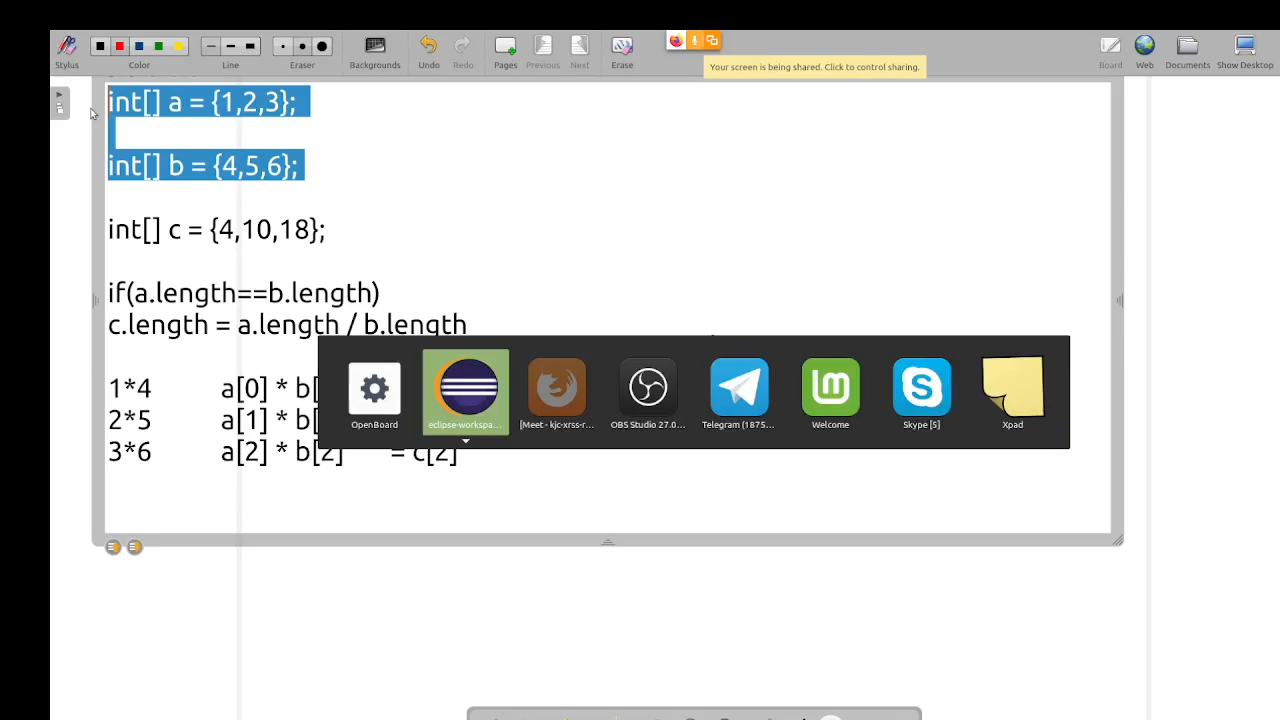 Stylus
Color
Line
Eraser
Backgrounds
Undo
Redo
Pages
Previous
Next
Erase
Board
Web
Documents
Show Desktop
Your screen is being shared. Click to control sharing.
int[] a = {1,2,3};
int[] b = {4,5,6};
int[] c = {4,10,18};
if(a.length==b.length)
c.length = a.length / b.length
1*4 a[0] * b[
2*5 a[1] * b[
3*6 a[2] * b[2] = c[2]
OpenBoard
eclipse-workspa...
[Meet - kjc-xrss-r...
OBS Studio 27.0...
Telegram (1875...
Welcome
Skype [5]
Xpad